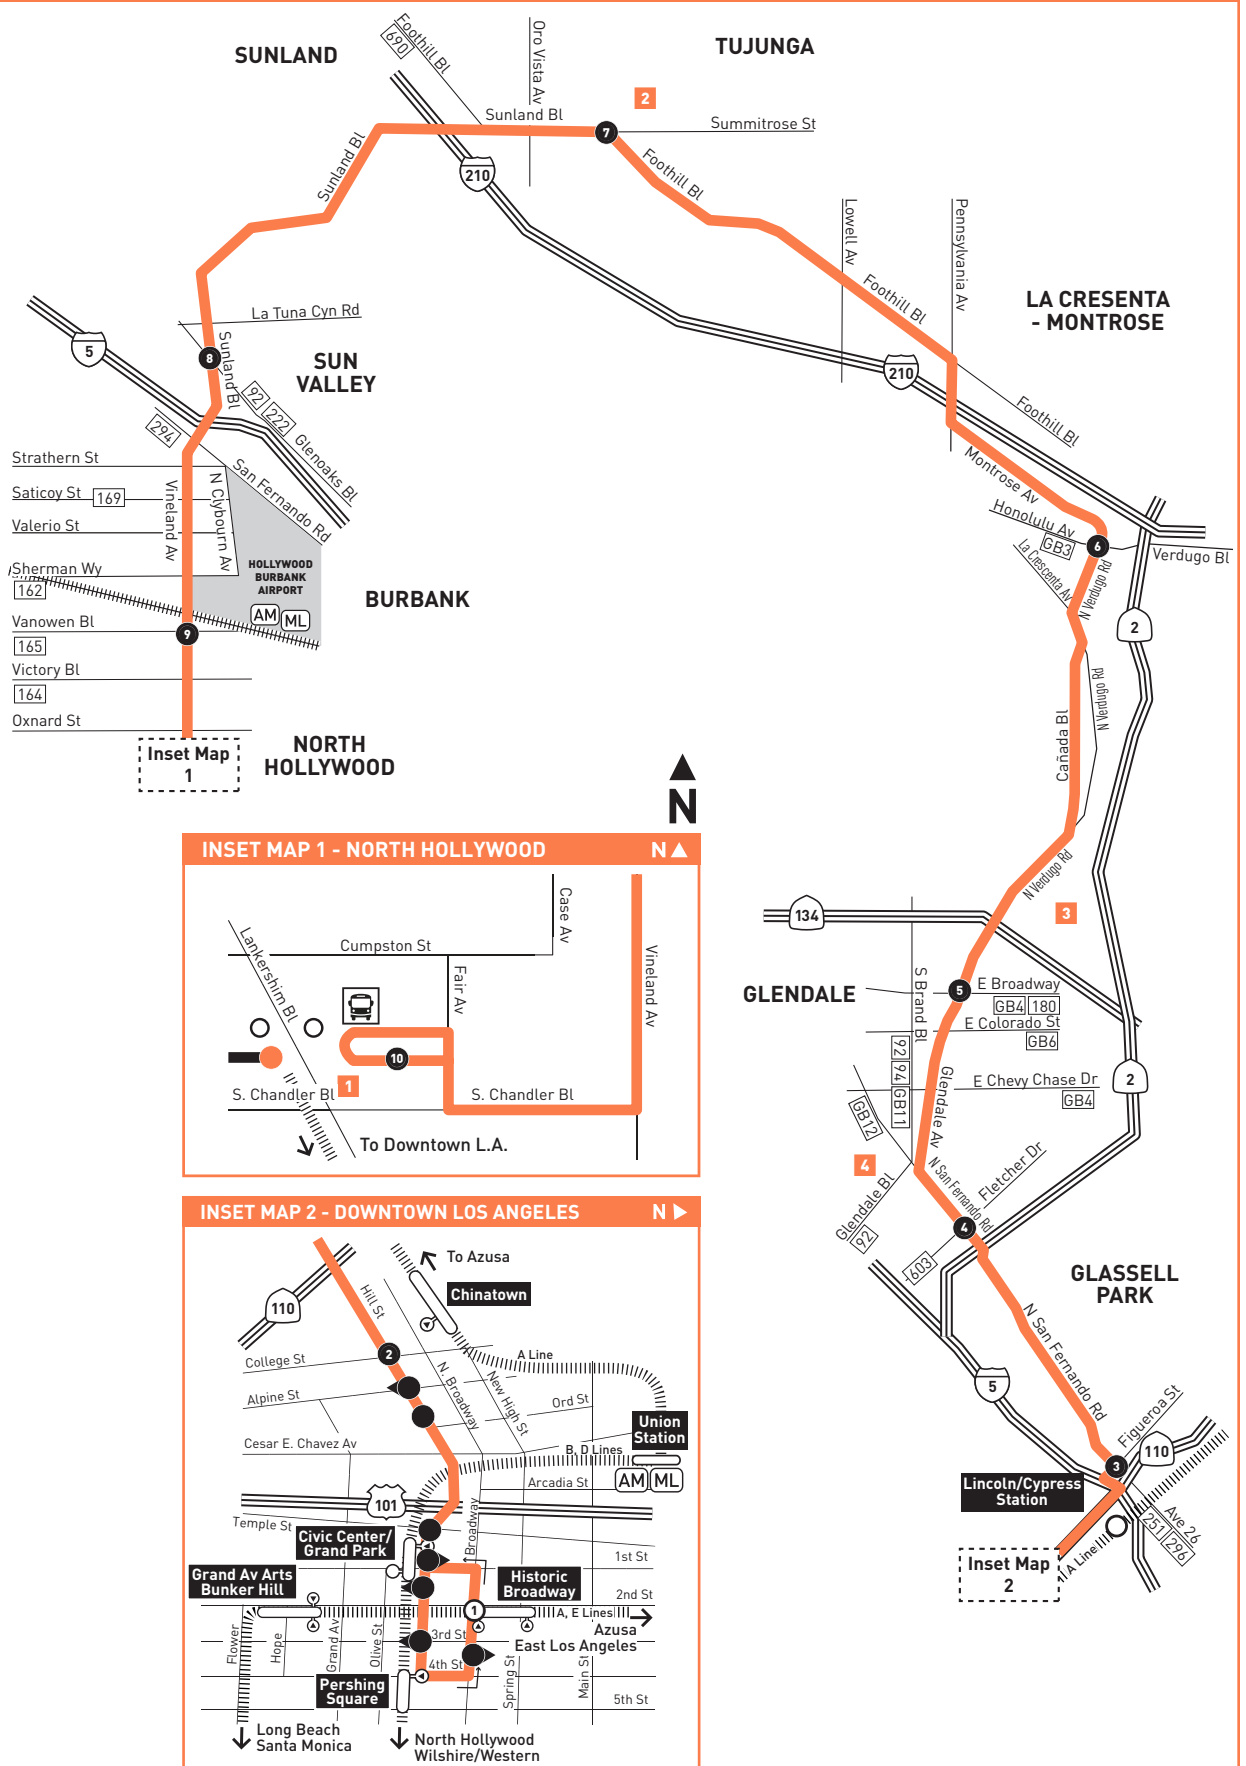 SUNLAND
TUJUNGA
Foothill Bl
690
Oro Vista Av
2
Sunland Bl
7
Summitrose St
Sunland Bl
210
Foothill Bl
Lowell Av
Pennsylvania Av
Foothill Bl
LA CRESENTA
- MONTROSE
La Tuna Cyn Rd
5
8
Sunland Bl
SUN
VALLEY
210
92
222
Glenoaks Bl
294
Foothill Bl
Strathern St
San Fernando Rd
Montrose Av
Saticoy St
169
Vineland Av
N Clybourn Av
Honolulu Av
GB3
6
Verdugo Bl
Valerio St
La Crescenta Av
N Verdugo Rd
Sherman Wy
162
HOLLYWOOD
BURBANK
AIRPORT
AM
ML
BURBANK
Vanowen Bl
9
165
2
Victory Bl
164
N Verdugo Rd
Oxnard St
Cañada Bl
Inset Map
1
NORTH
HOLLYWOOD
N
N Verdugo Rd
134
3
GLENDALE
S Brand Bl
5
E Broadway
GB4
180
E Colorado St
GB6
92
94
GB11
Glendale Av
E Chevy Chase Dr
GB4
2
GB12
4
N San Fernando Rd
Fletcher Dr
Glendale Bl
92
4
603
GLASSELL
PARK
N San Fernando Rd
5
Figueroa St
110
3
Lincoln/Cypress
Station
Ave 26
251
296
A Line
Inset Map
2
INSET MAP 1 - NORTH HOLLYWOOD
N
Case Av
Lankershim Bl
Cumpston St
Fair Av
Vineland Av
10
1
S. Chandler Bl
S. Chandler Bl
To Downtown L.A.
INSET MAP 2 - DOWNTOWN LOS ANGELES
N
To Azusa
Chinatown
110
Hill St
2
College St
A Line
N. Broadway
New High St
Alpine St
Ord St
Union
Station
Cesar E. Chavez Av
B, D Lines
AM
ML
Arcadia St
101
Temple St
Broadway
Civic Center/
Grand Park
1st St
Grand Av Arts
Bunker Hill
Historic
Broadway
2nd St
1
A, E Lines
Azusa
East Los Angeles
Flower
Hope
Grand Av
Olive St
3rd St
4th St
Spring St
Main St
Pershing
Square
5th St
Long Beach
Santa Monica
North Hollywood
Wilshire/Western